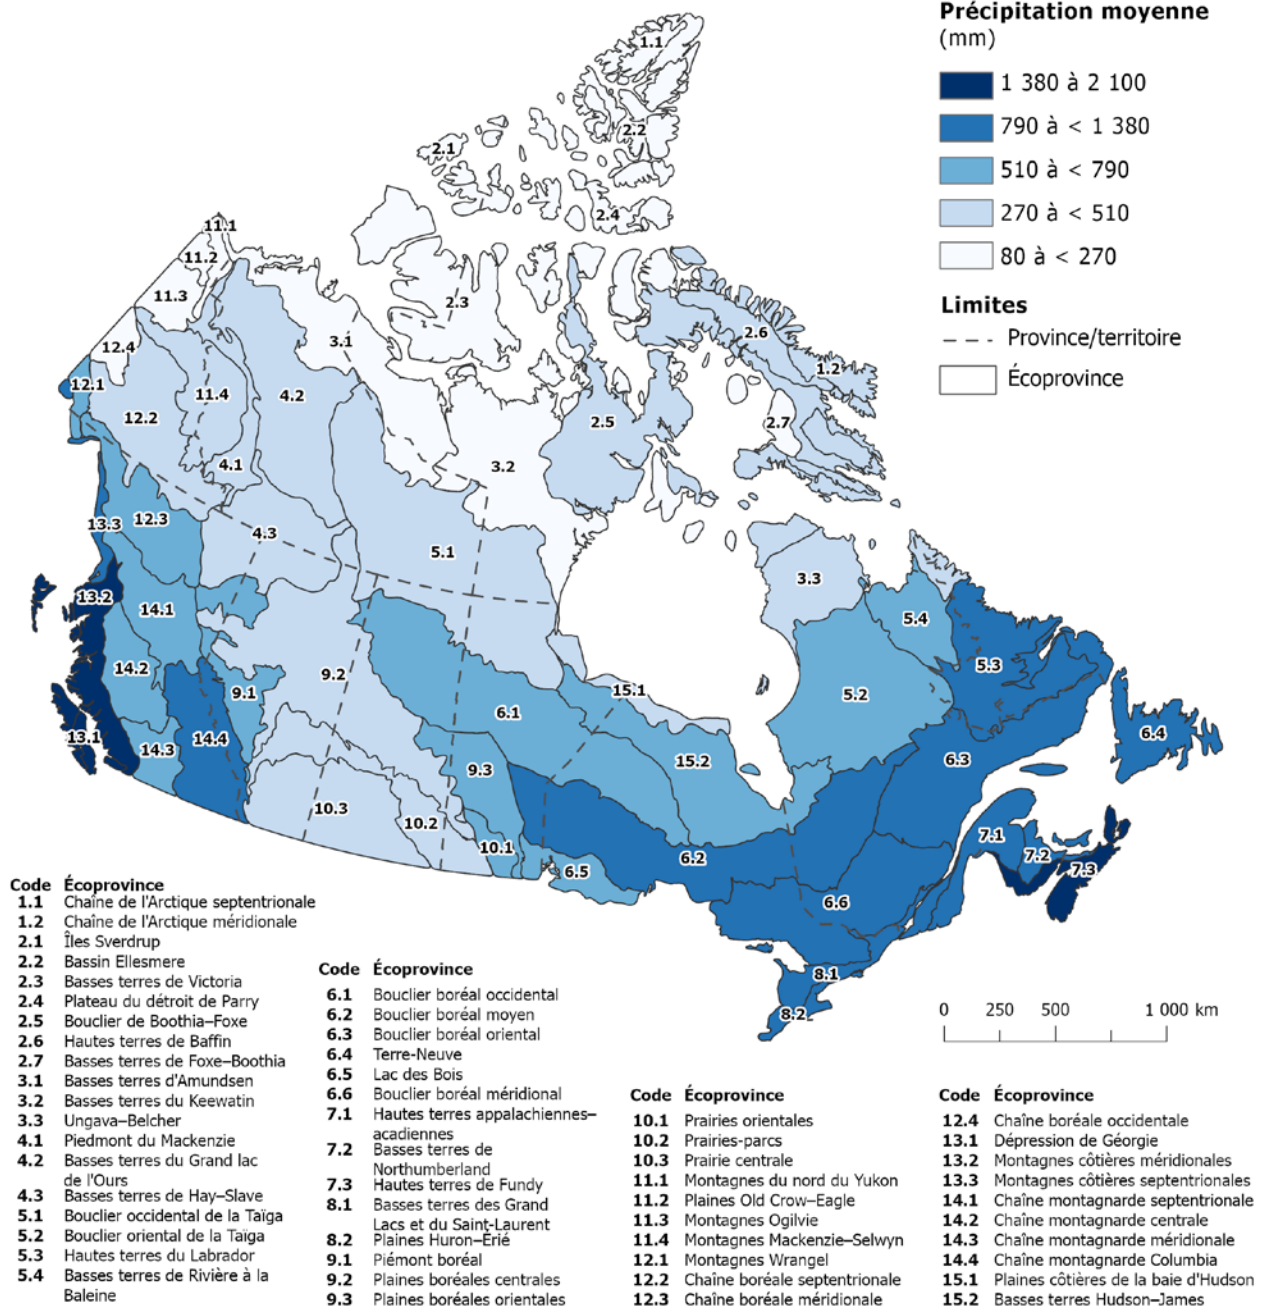 Précipitation moyenne
(mm)
1 380 à 2 100
790 à < 1 380
510 à < 790
270 à < 510
80 à < 270
Limites
Province/territoire
Écoprovince
1.1
2.2
2.1
2.4
11.1
11.2
11.3
2.3
2.6
3.1
12.4
1.2
12.1
11.4
4.2
12.2
2.5
2.7
4.1
3.2
13.3
12.3
4.3
5.1
3.3
13.2
14.1
5.4
14.2
9.2
5.3
9.1
15.1
5.2
6.1
13.1
14.3
14.4
6.4
9.3
15.2
6.3
10.3
10.2
7.1
10.1
6.2
7.2
6.5
7.3
6.6
8.1
8.2
0 250 500 1 000 km
Code Écoprovince
1.1 Chaîne de l'Arctique septentrionale
1.2 Chaîne de l'Arctique méridionale
2.1 Îles Sverdrup
2.2 Bassin Ellesmere
2.3 Basses terres de Victoria
2.4 Plateau du détroit de Parry
2.5 Bouclier de Boothia–Foxe
2.6 Hautes terres de Baffin
2.7 Basses terres de Foxe–Boothia
3.1 Basses terres d'Amundsen
3.2 Basses terres du Keewatin
3.3 Ungava–Belcher
4.1 Piedmont du Mackenzie
4.2 Basses terres du Grand lac
de l'Ours
4.3 Basses terres de Hay–Slave
5.1 Bouclier occidental de la Taïga
5.2 Bouclier oriental de la Taïga
5.3 Hautes terres du Labrador
5.4 Basses terres de Rivière à la
Baleine
Code Écoprovince
6.1 Bouclier boréal occidental
6.2 Bouclier boréal moyen
6.3 Bouclier boréal oriental
6.4 Terre-Neuve
6.5 Lac des Bois
6.6 Bouclier boréal méridional
7.1 Hautes terres appalachiennes–
acadiennes
7.2 Basses terres de
Northumberland
7.3 Hautes terres de Fundy
8.1 Basses terres des Grand
Lacs et du Saint-Laurent
8.2 Plaines Huron–Érié
9.1 Piémont boréal
9.2 Plaines boréales centrales
9.3 Plaines boréales orientales
Code Écoprovince
10.1 Prairies orientales
10.2 Prairies-parcs
10.3 Prairie centrale
11.1 Montagnes du nord du Yukon
11.2 Plaines Old Crow–Eagle
11.3 Montagnes Ogilvie
11.4 Montagnes Mackenzie–Selwyn
12.1 Montagnes Wrangel
12.2 Chaîne boréale septentrionale
12.3 Chaîne boréale méridionale
Code Écoprovince
12.4 Chaîne boréale occidentale
13.1 Dépression de Géorgie
13.2 Montagnes côtières méridionales
13.3 Montagnes côtières septentrionales
14.1 Chaîne montagnarde septentrionale
14.2 Chaîne montagnarde centrale
14.3 Chaîne montagnarde méridionale
14.4 Chaîne montagnarde Columbia
15.1 Plaines côtières de la baie d'Hudson
15.2 Basses terres Hudson–James